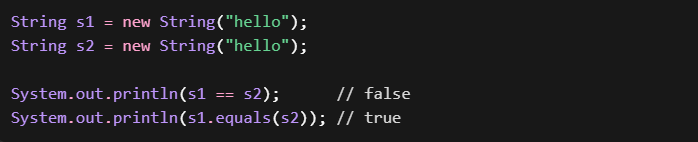 String s1 = new String("hello");
String s2 = new String("hello");
System.out.println(s1 == s2);      // false
System.out.println(s1.equals(s2)); // true